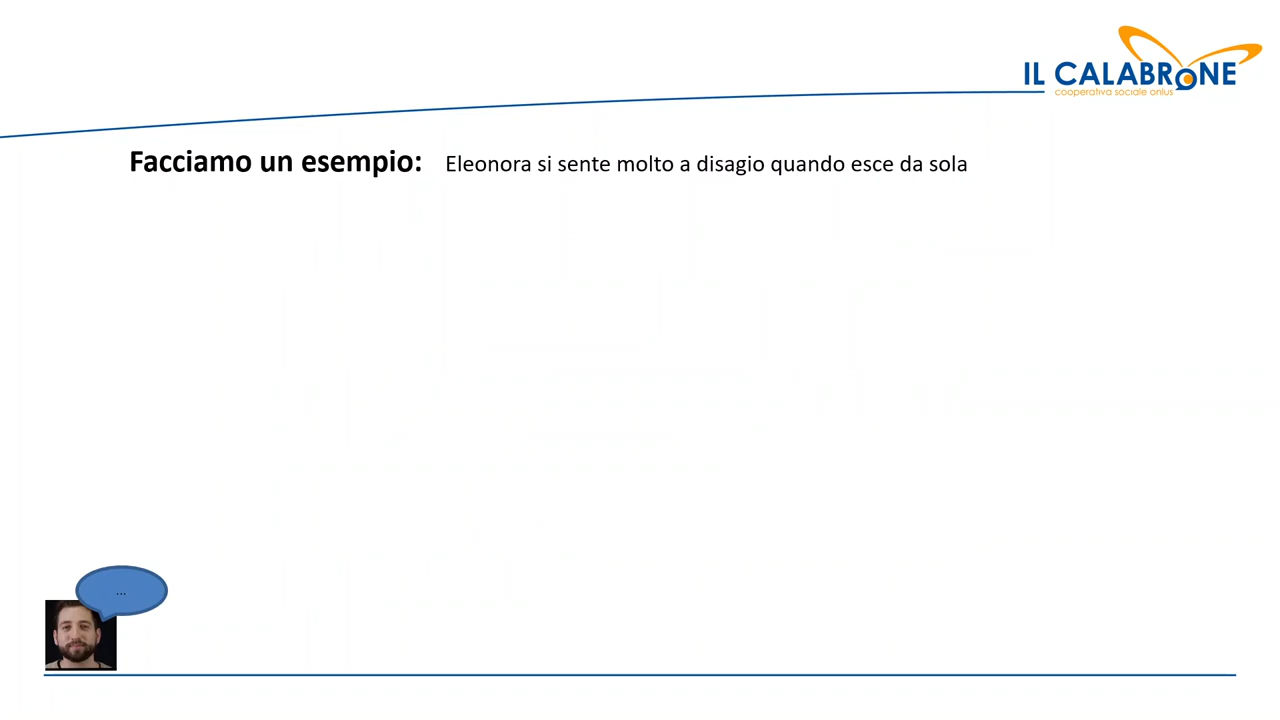 IL CALABRONE
cooperativa sociale onlus
Facciamo un esempio: Eleonora si sente molto a disagio quando esce da sola
...